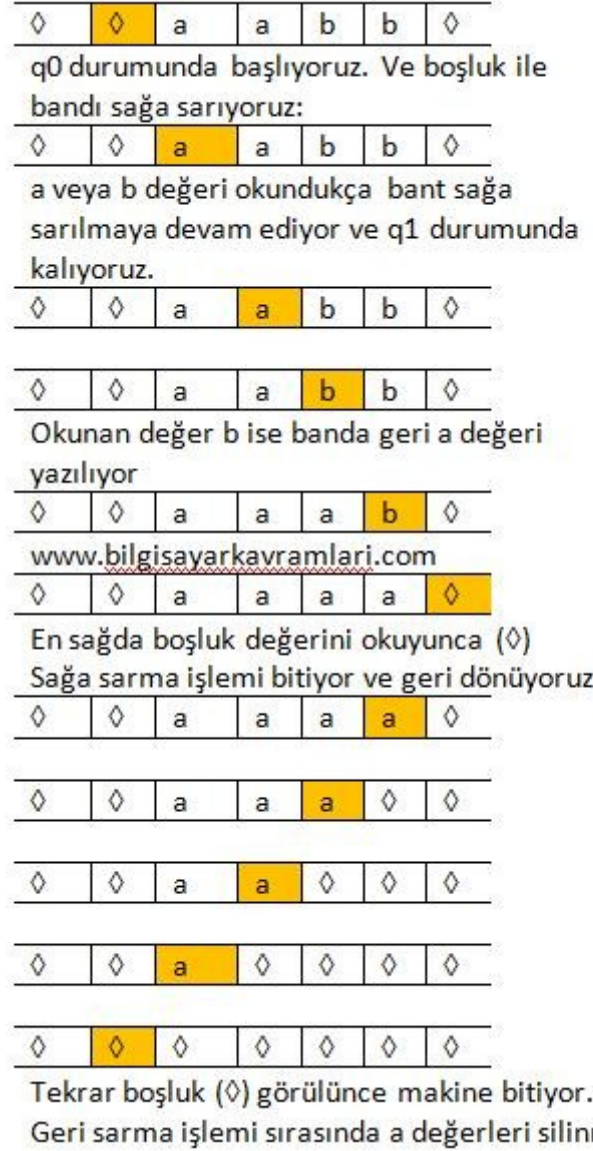 ◊ ◊ a a b b ◊
q0 durumunda başlıyoruz. Ve boşluk ile
bandı sağa sarıyoruz:
◊ ◊ a a b b ◊
a veya b değeri okundukça bant sağa
sarılmaya devam ediyor ve q1 durumunda
kalıyoruz.
◊ ◊ a a b b ◊
◊ ◊ a a b b ◊
Okunan değer b ise banda geri a değeri
yazılıyor
◊ ◊ a a a b ◊
www.bilgisayarkavramlari.com
◊ ◊ a a a a ◊
En sağda boşluk değerini okuyunca (◊)
Sağa sarma işlemi bitiyor ve geri dönüyoruz
◊ ◊ a a a a ◊
◊ ◊ a a a ◊ ◊
◊ ◊ a a ◊ ◊ ◊
◊ ◊ a ◊ ◊ ◊ ◊
◊ ◊ ◊ ◊ ◊ ◊ ◊
Tekrar boşluk (◊) görülünce makine bitiyor.
Geri sarma işlemi sırasında a değerleri